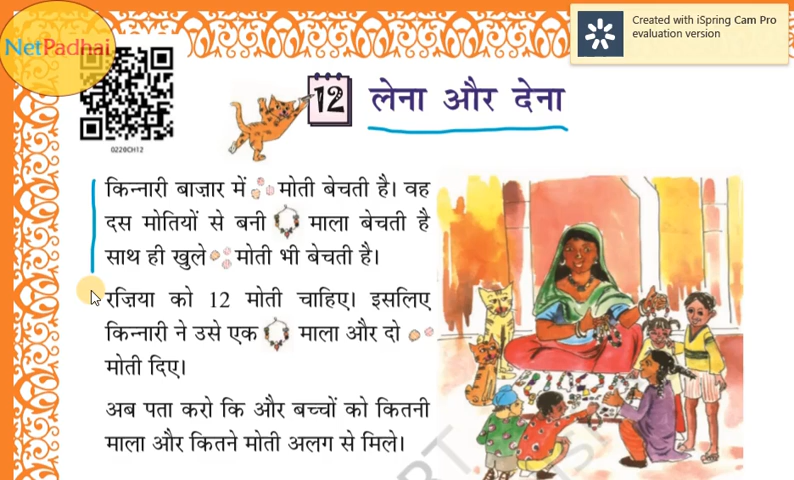 Created with iSpring Cam Pro
evaluation version
NetPadhai
0220CH12
12 लेना और देना
किन्नारी बाज़ार में मोती बेचती है। वह
दस मोतियों से बनी माला बेचती है
साथ ही खुले मोती भी बेचती है।
रज़िया को 12 मोती चाहिए। इसलिए
किन्नारी ने उसे एक माला और दो
मोती दिए।
अब पता करो कि और बच्चों को कितनी
माला और कितने मोती अलग से मिले।